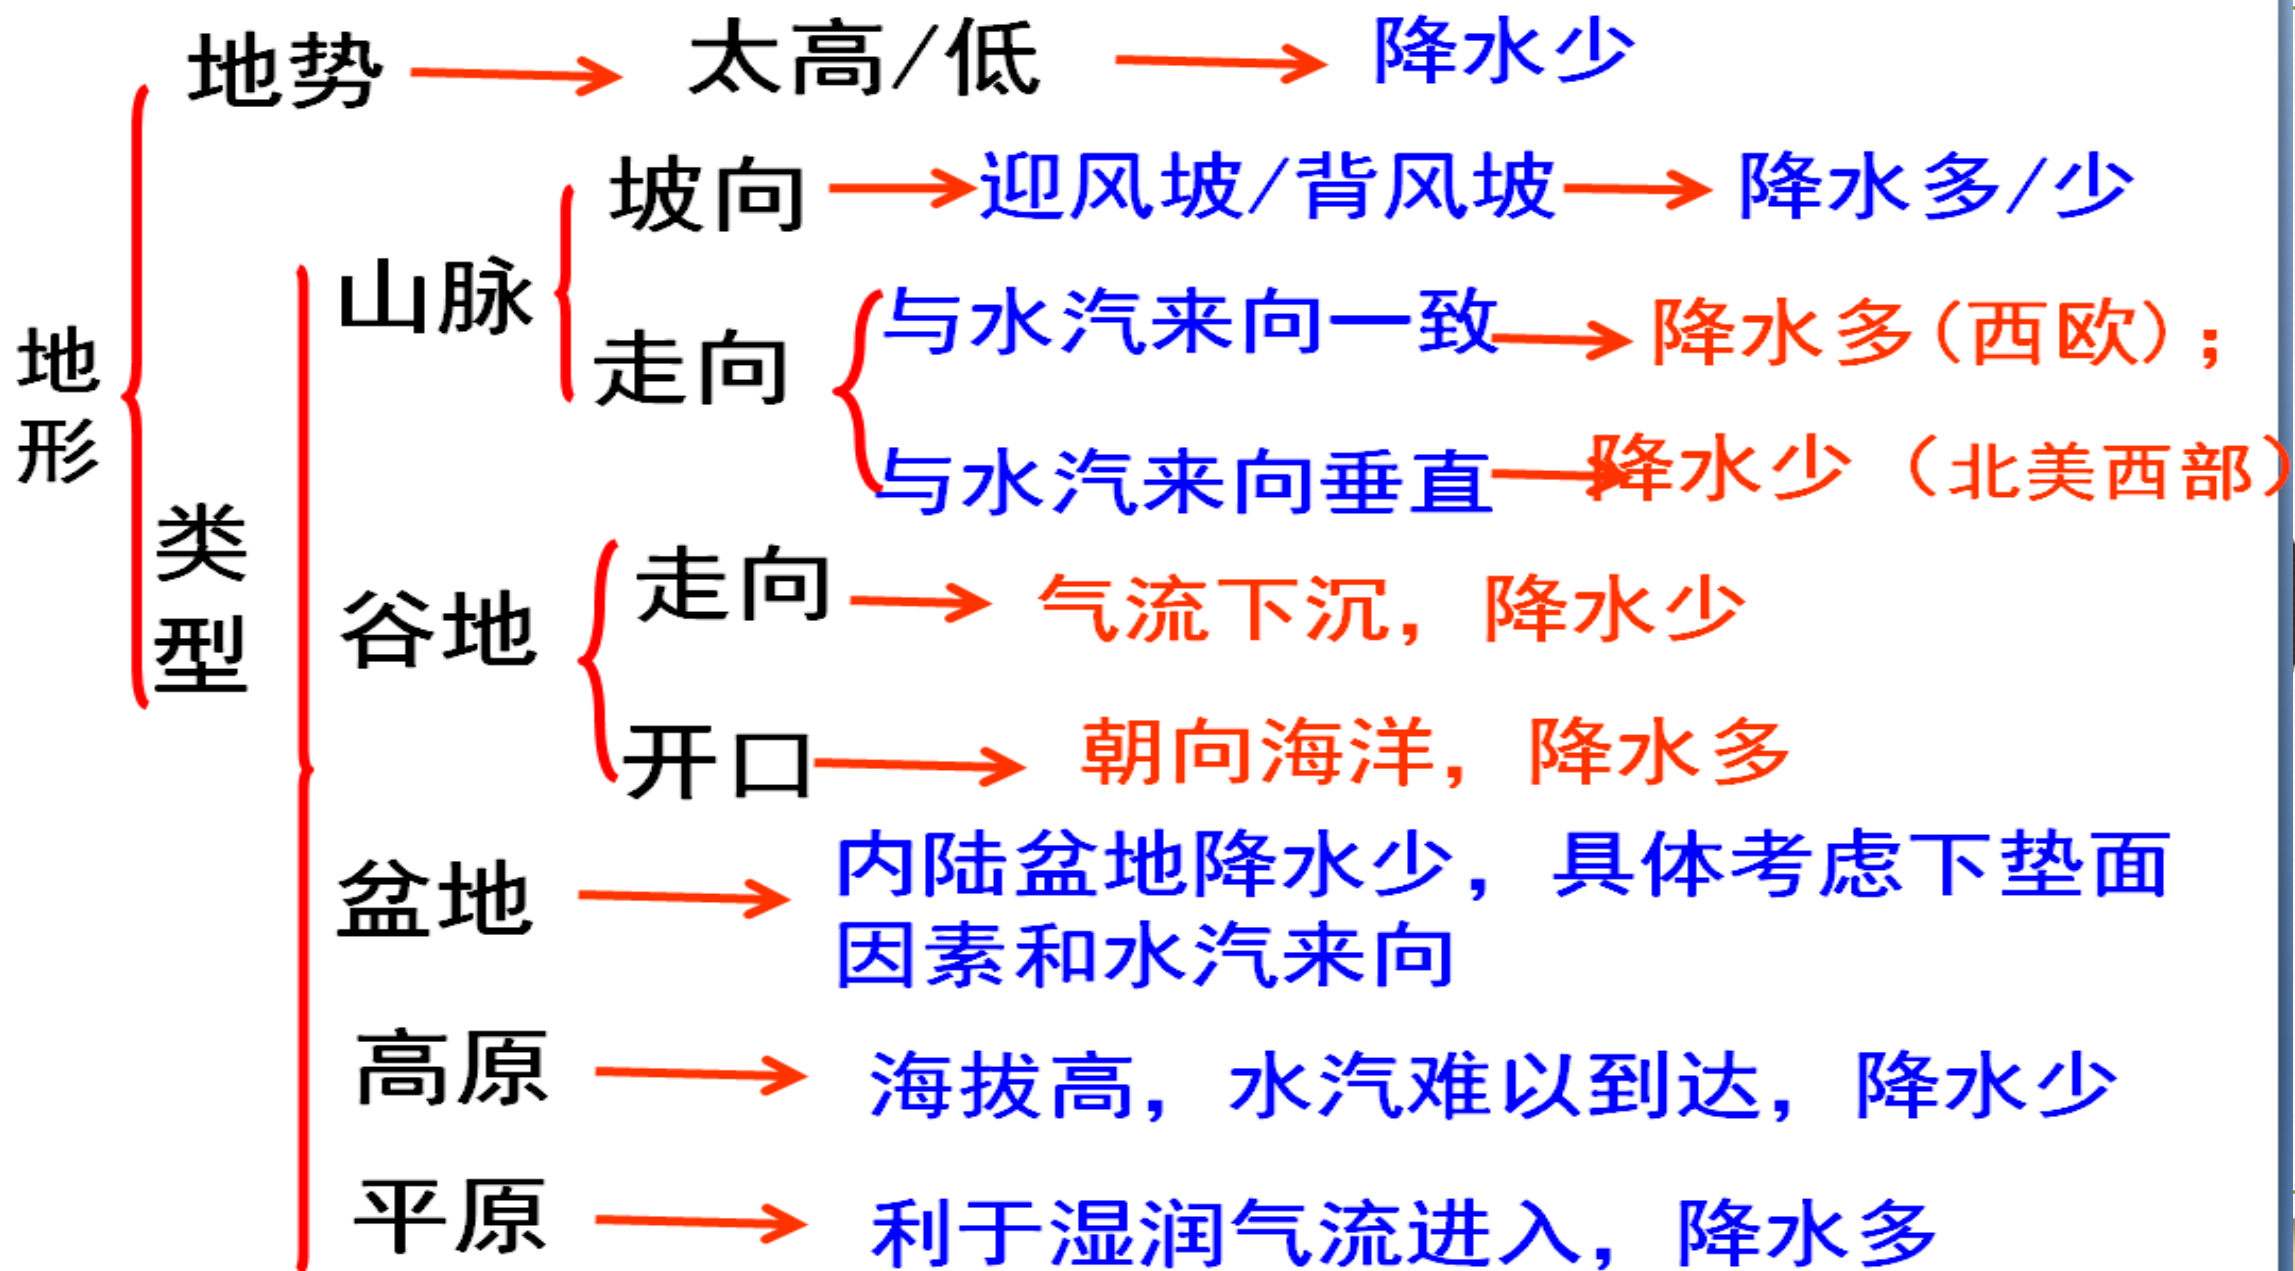 地势 太高/低 降水少
坡向 迎风坡/背风坡 降水多/少
山脉
走向 与水汽来向一致 降水多(西欧)；
与水汽来向垂直 降水少（北美西部）
地形
类型
谷地
走向 气流下沉，降水少
开口 朝向海洋，降水多
盆地 内陆盆地降水少，具体考虑下垫面
因素和水汽来向
高原 海拔高，水汽难以到达，降水少
平原 利于湿润气流进入，降水多